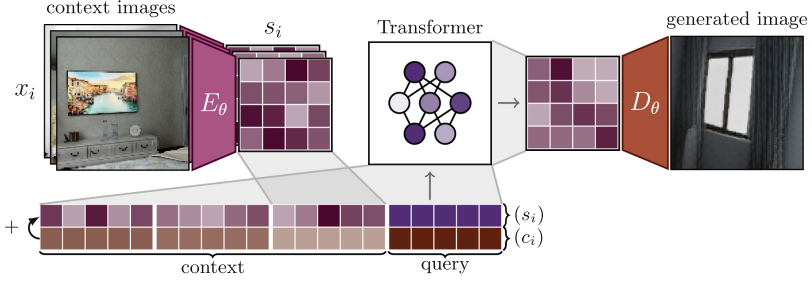 context images
s_i
Transformer
generated image
x_i
E_θ
D_θ
+
(s_i)
(c_i)
context
query